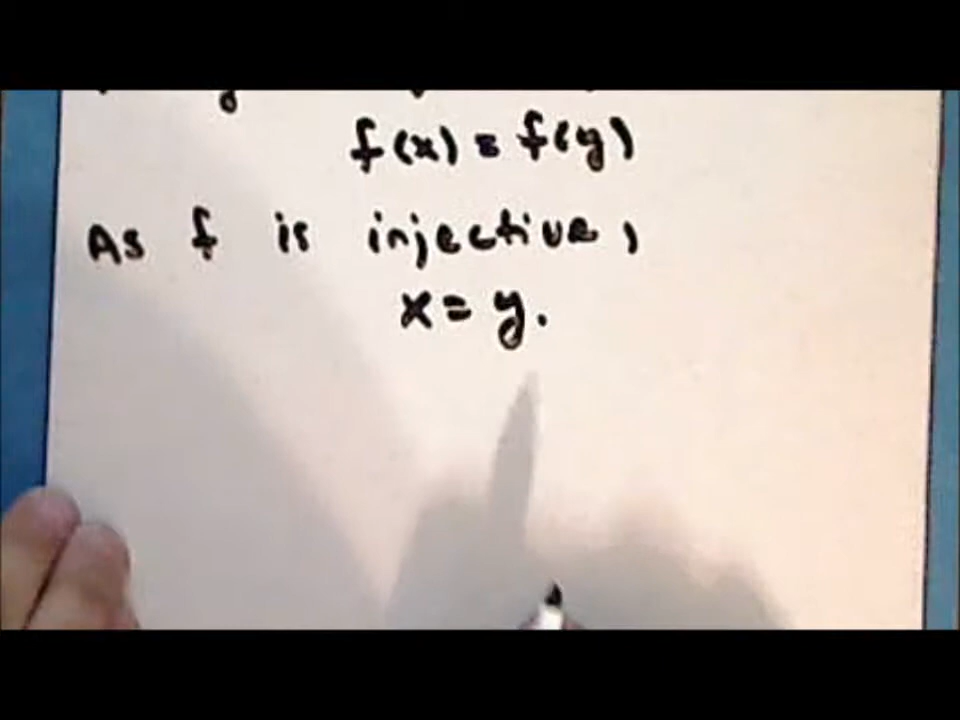 f(x) = f(y)
As f is injective,
x = y.